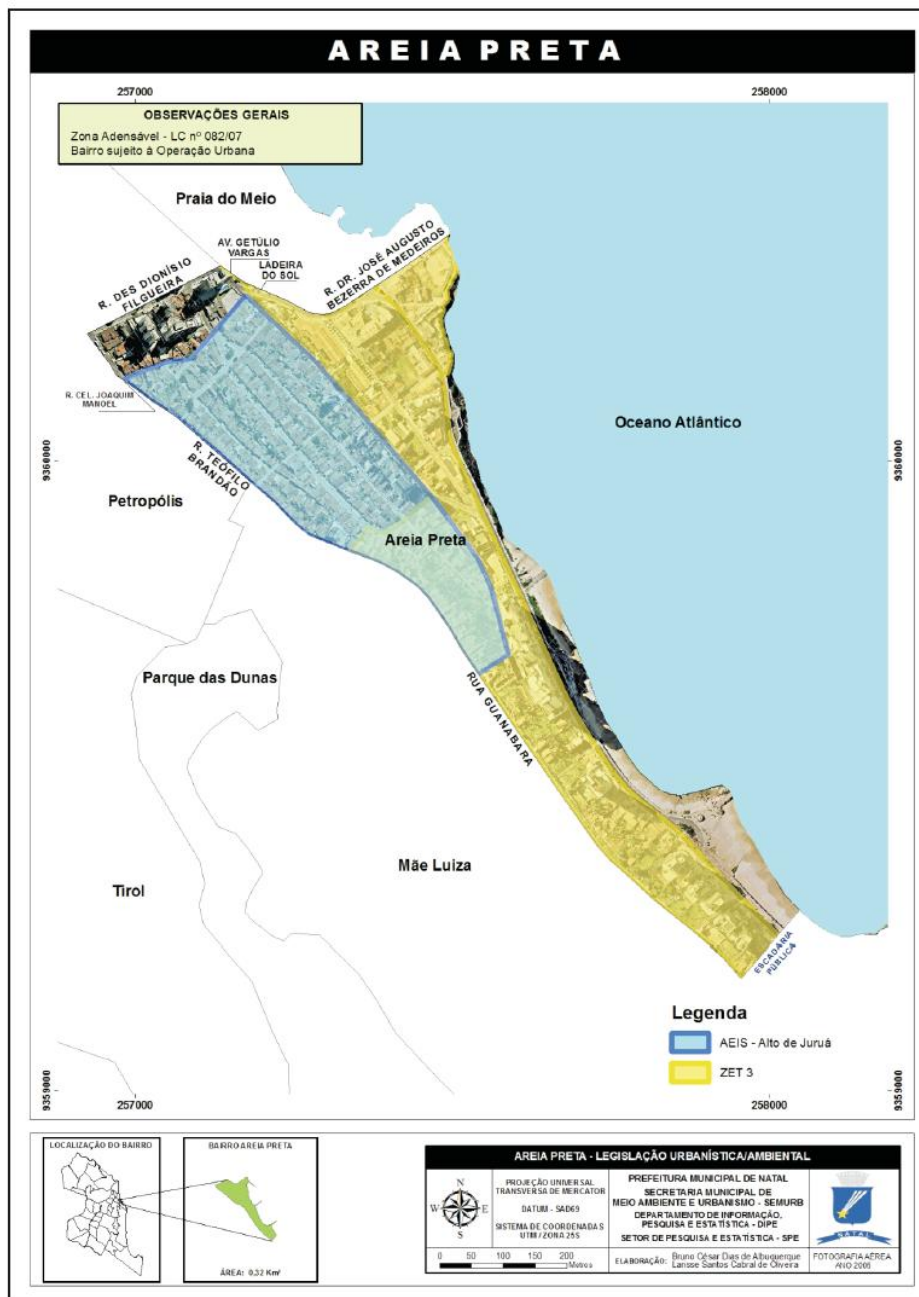 AREIA PRETA
257000
258000
OBSERVAÇÕES GERAIS
Zona Adensável - LC nº 082/07
Bairro sujeito à Operação Urbana
Praia do Meio
AV. GETÚLIO
VARGAS
LADEIRA
DO SOL
R. DR. JOSÉ AUGUSTO
BEZERRA DE MEDEIROS
R. DES DIONÍSIO
FILGUEIRA
R. CEL. JOAQUIM
MANOEL
Oceano Atlântico
9360000
9360000
R. TEÓFILO
BRANDÃO
Petropólis
Areia Preta
Parque das Dunas
RUA GUANABARA
Mãe Luiza
Tirol
ESCADARIA
PÚBLICA
Legenda
AEIS - Alto de Juruá
ZET 3
9359000
9359000
257000
258000
LOCALIZAÇÃO DO BAIRRO
BAIRRO AREIA PRETA
ÁREA: 0,32 Km²
AREIA PRETA - LEGISLAÇÃO URBANÍSTICA/AMBIENTAL
N
W
E
S
0 50 100 150 200
Metros
PROJEÇÃO UNIVERSAL
TRANSVERSA DE MERCATOR
DATUM - SAD69
SISTEMA DE COORDENADAS
UTM / ZONA 25S
PREFEITURA MUNICIPAL DE NATAL
SECRETARIA MUNICIPAL DE
MEIO AMBIENTE E URBANISMO - SEMURB
DEPARTAMENTO DE INFORMAÇÃO,
PESQUISA E ESTATÍSTICA - DIPE
SETOR DE PESQUISA E ESTATÍSTICA - SPE
ELABORAÇÃO: Bruno César Dias de Albuquerque
Larisse Santos Cabral de Oliveira
NATAL
FOTOGRAFIA AÉREA
ANO 2006